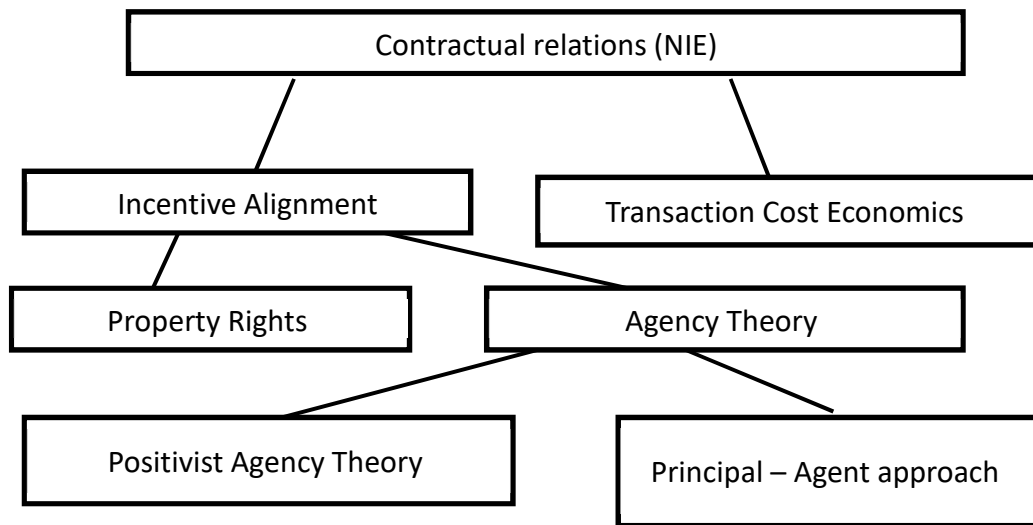 Contractual relations (NIE)
Incentive Alignment
Transaction Cost Economics
Property Rights
Agency Theory
Positivist Agency Theory
Principal – Agent approach